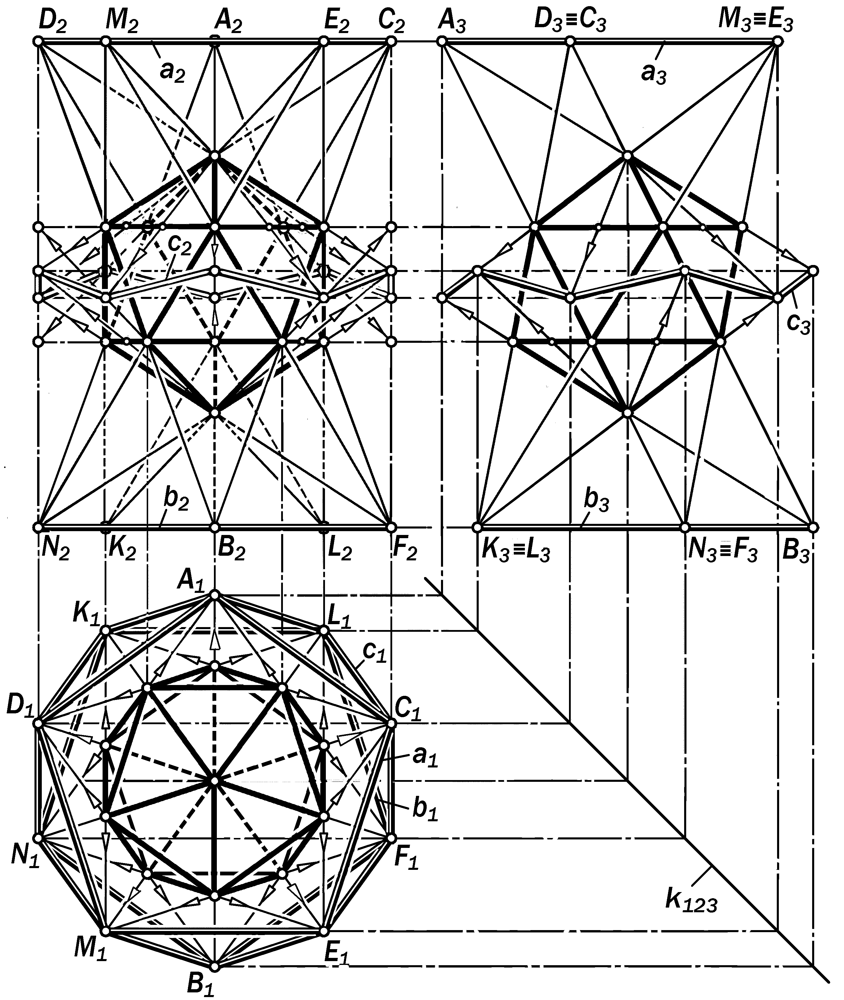 D₂ M₂ A₂ E₂ C₂ A₃ D₃≡C₃ M₃≡E₃
a₂ a₃
c₂
c₃
b₂ b₃
N₂ K₂ B₂ L₂ F₂ K₃≡L₃ N₃≡F₃ B₃
A₁
K₁ L₁
c₁
D₁ C₁
a₁
b₁
N₁ F₁
k₁₂₃
M₁ E₁
B₁